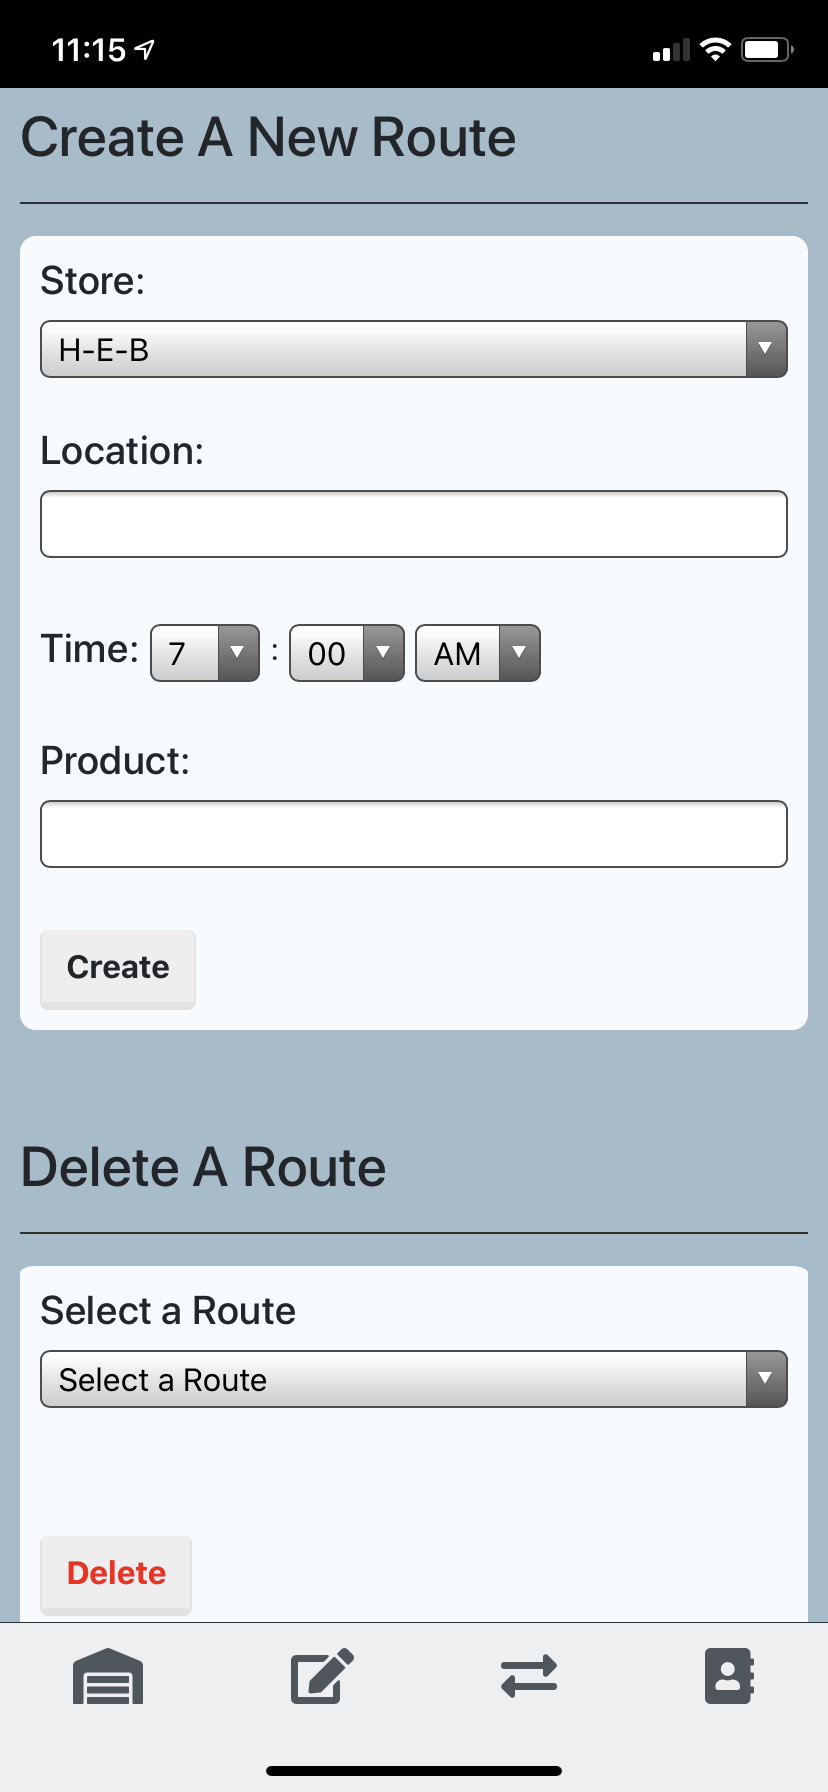 11:15
Create A New Route
Store:
H-E-B
Location:
Time: 7 : 00 AM
Product:
Create
Delete A Route
Select a Route
Select a Route
Delete